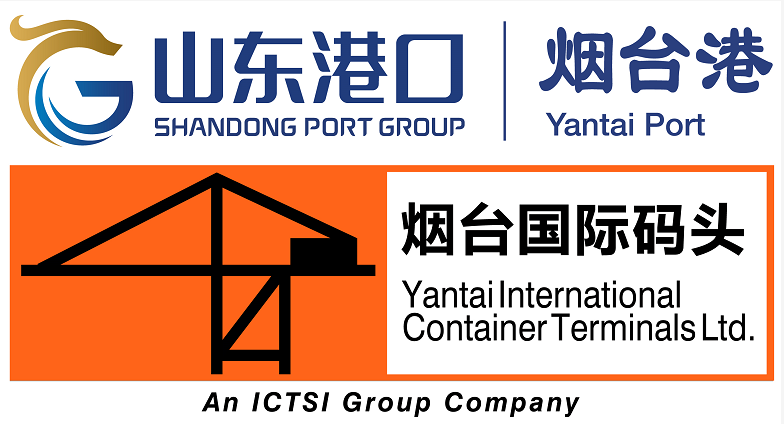 山东港口
SHANDONG PORT GROUP
烟台港
Yantai Port
烟台国际码头
Yantai International
Container Terminals Ltd.
An ICTSI Group Company